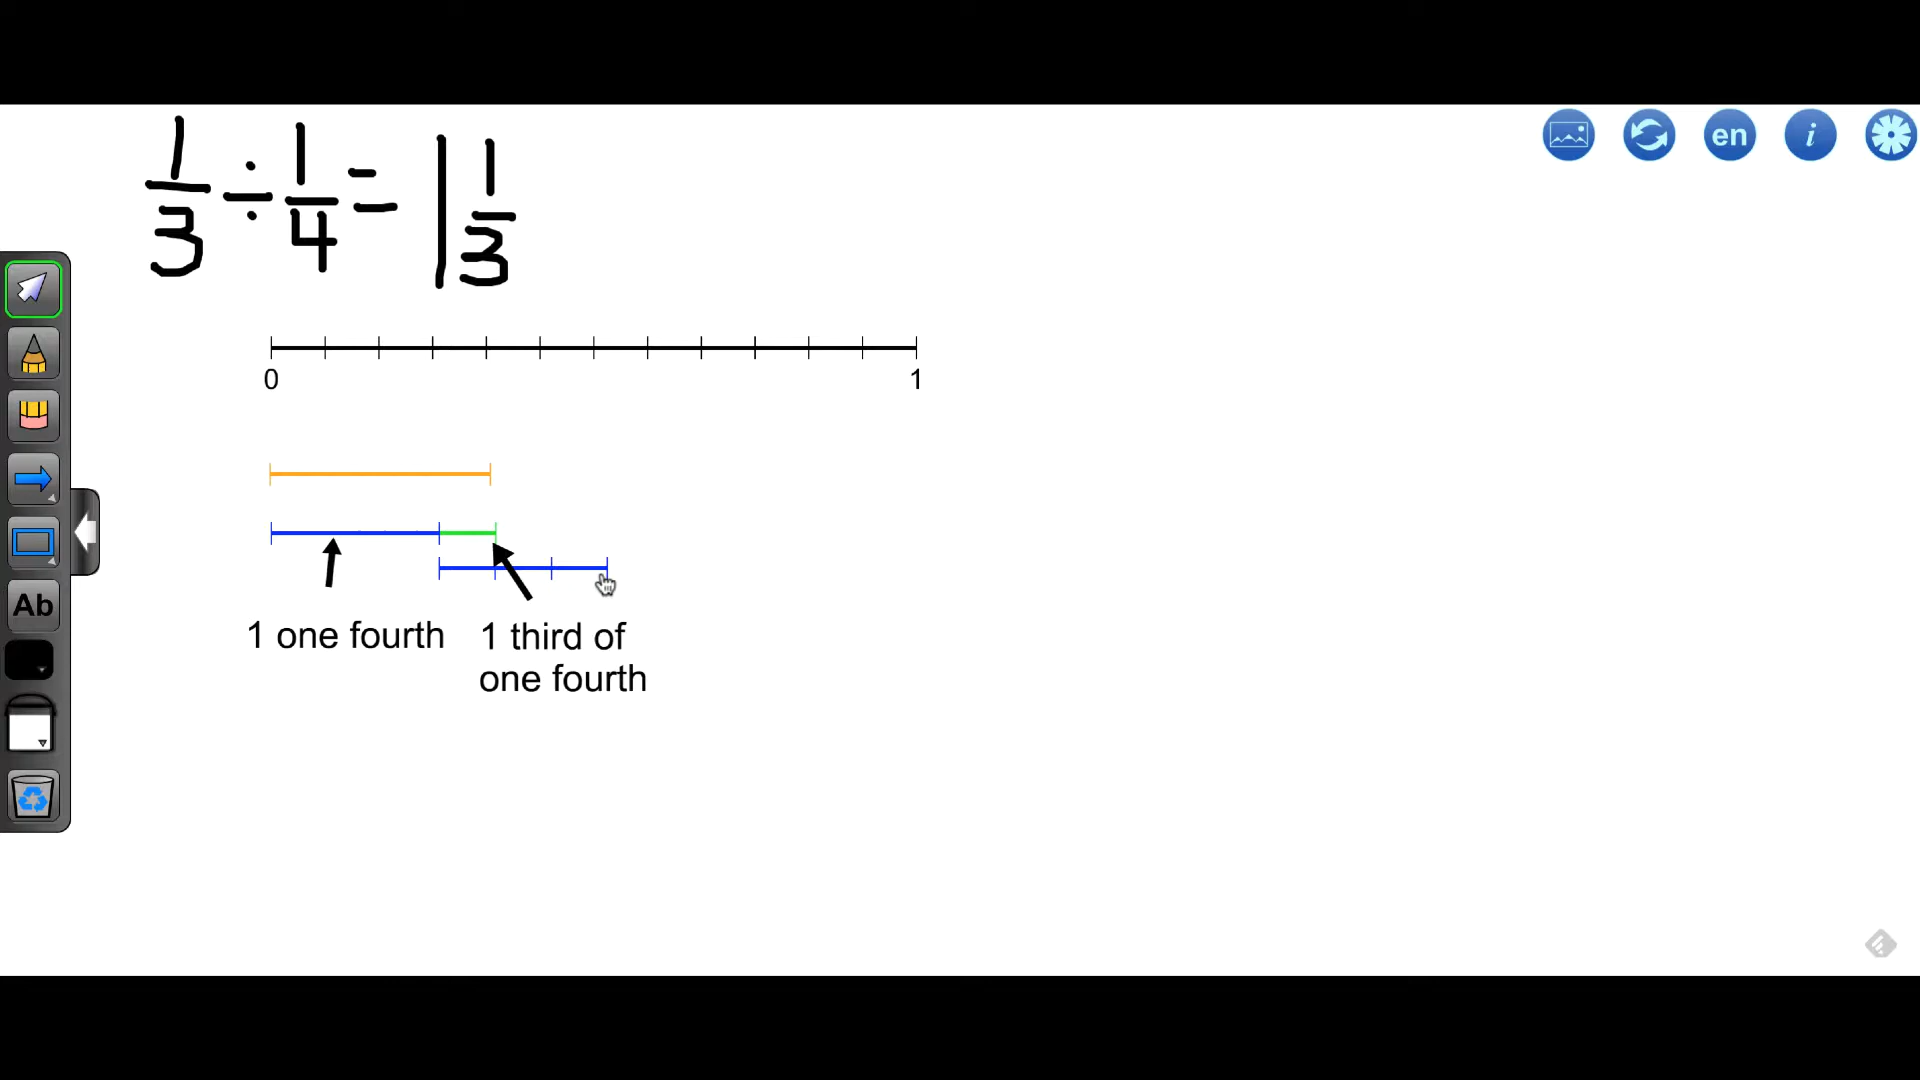 1/3 ÷ 1/4 = 1 1/3
en
i
0 1
Ab
1 one fourth
1 third of
one fourth